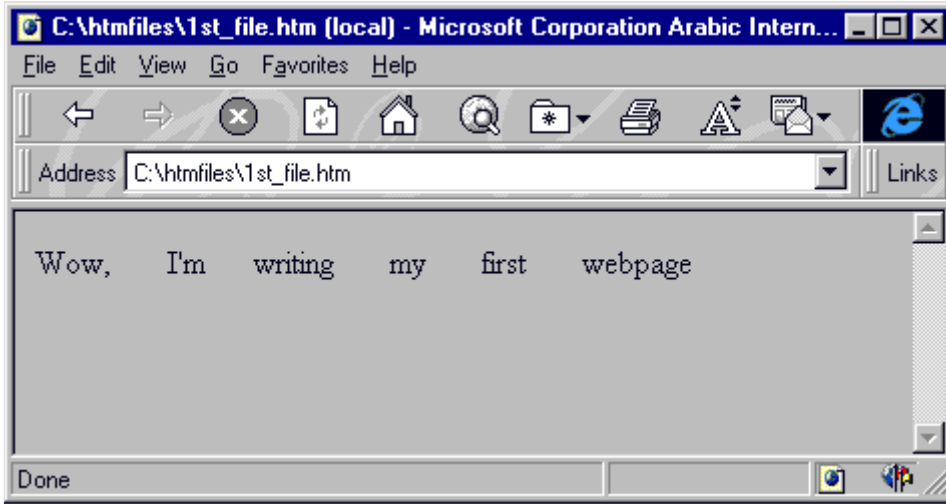 C:\htmfiles\1st_file.htm (local) - Microsoft Corporation Arabic Intern...
File Edit View Go Favorites Help
Address C:\htmfiles\1st_file.htm Links
Wow, I'm writing my first webpage
Done